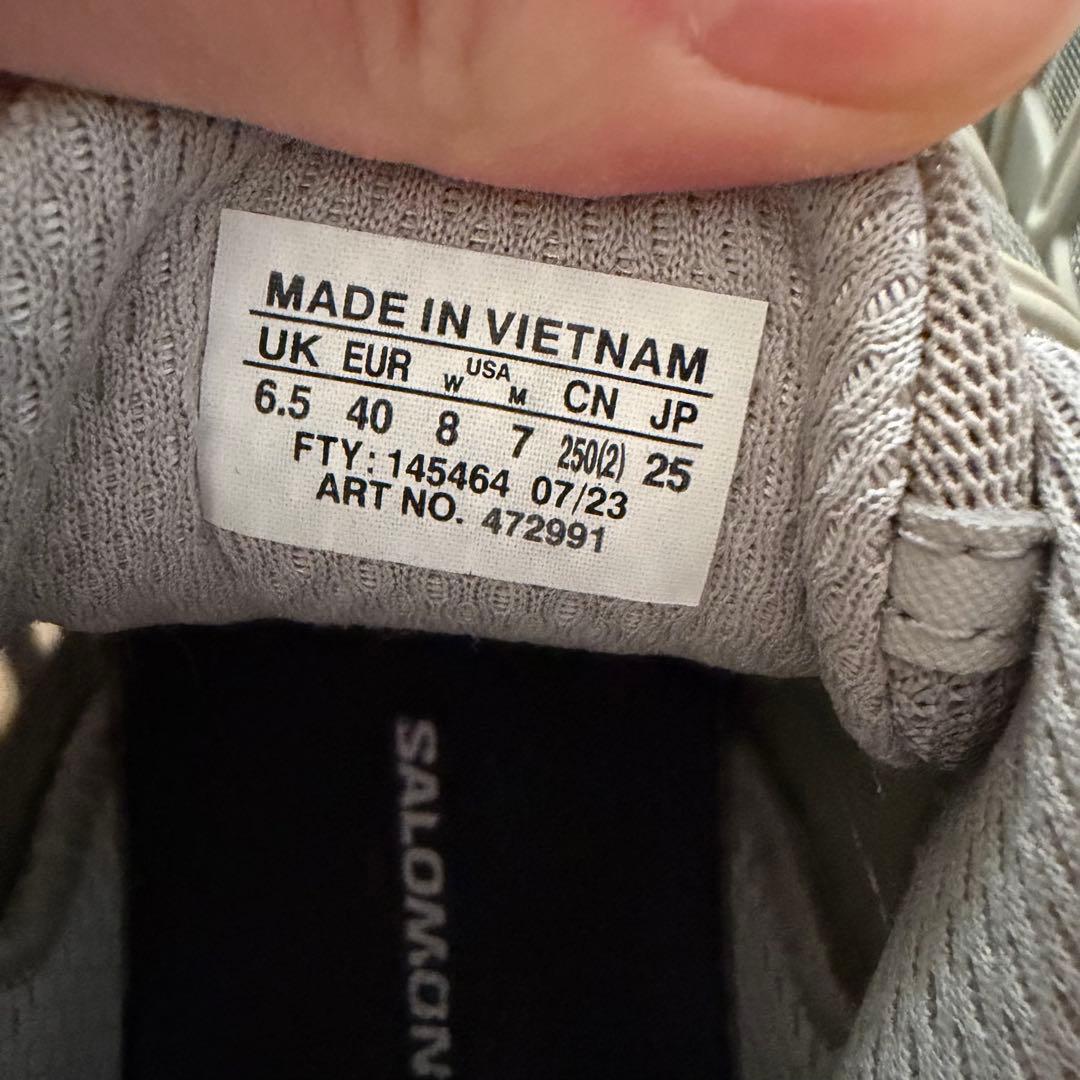 MADE IN VIETNAM
UK EUR W USA M CN JP
6.5 40 8 7 250(2) 25
FTY: 145464 07/23
ART NO. 472991
SALOMON